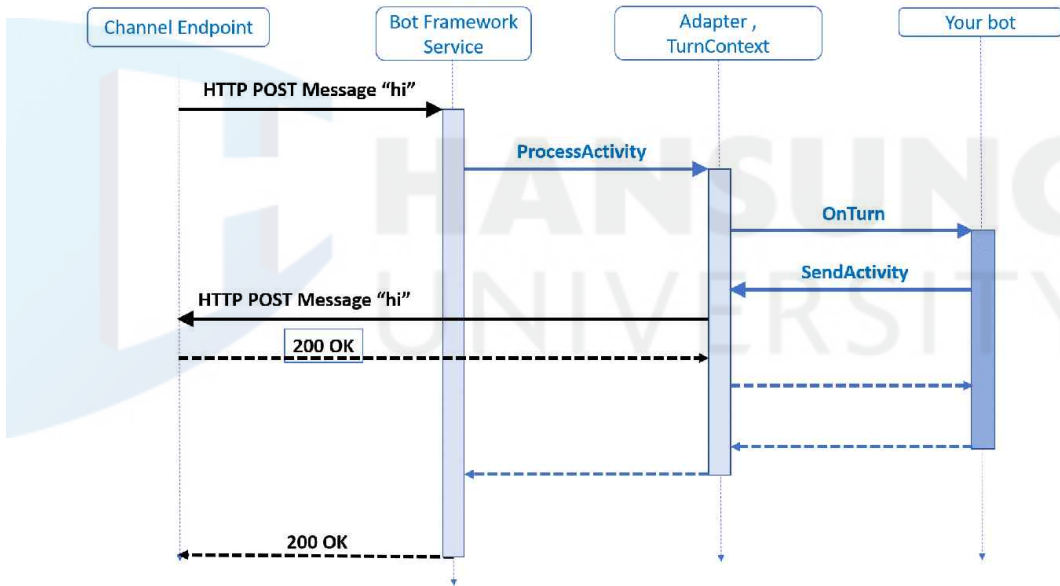 Channel Endpoint
Bot Framework
Service
Adapter ,
TurnContext
Your bot
HTTP POST Message “hi”
ProcessActivity
OnTurn
SendActivity
HTTP POST Message “hi”
200 OK
200 OK
HANSUNG
UNIVERSITY